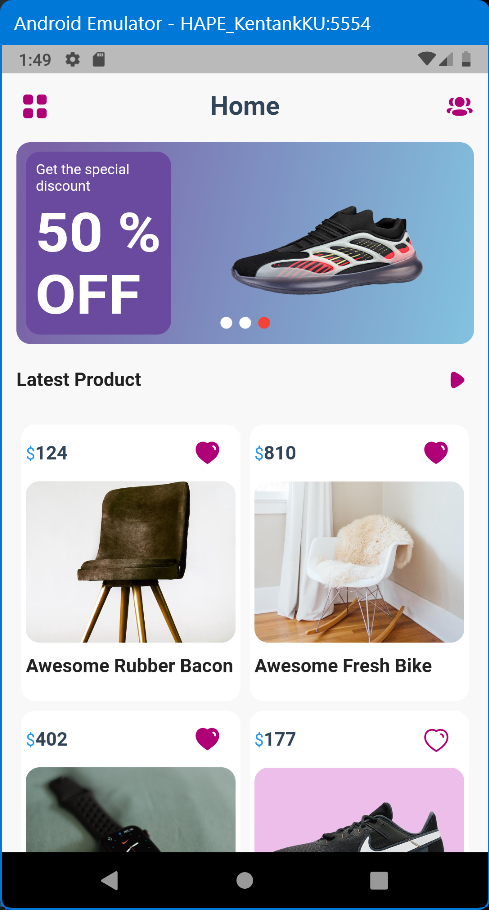 Android Emulator - HAPE_KentankKU:5554
1:49
Home
Get the special
discount
50 %
OFF
Latest Product
$124
$810
Awesome Rubber Bacon
Awesome Fresh Bike
$402
$177